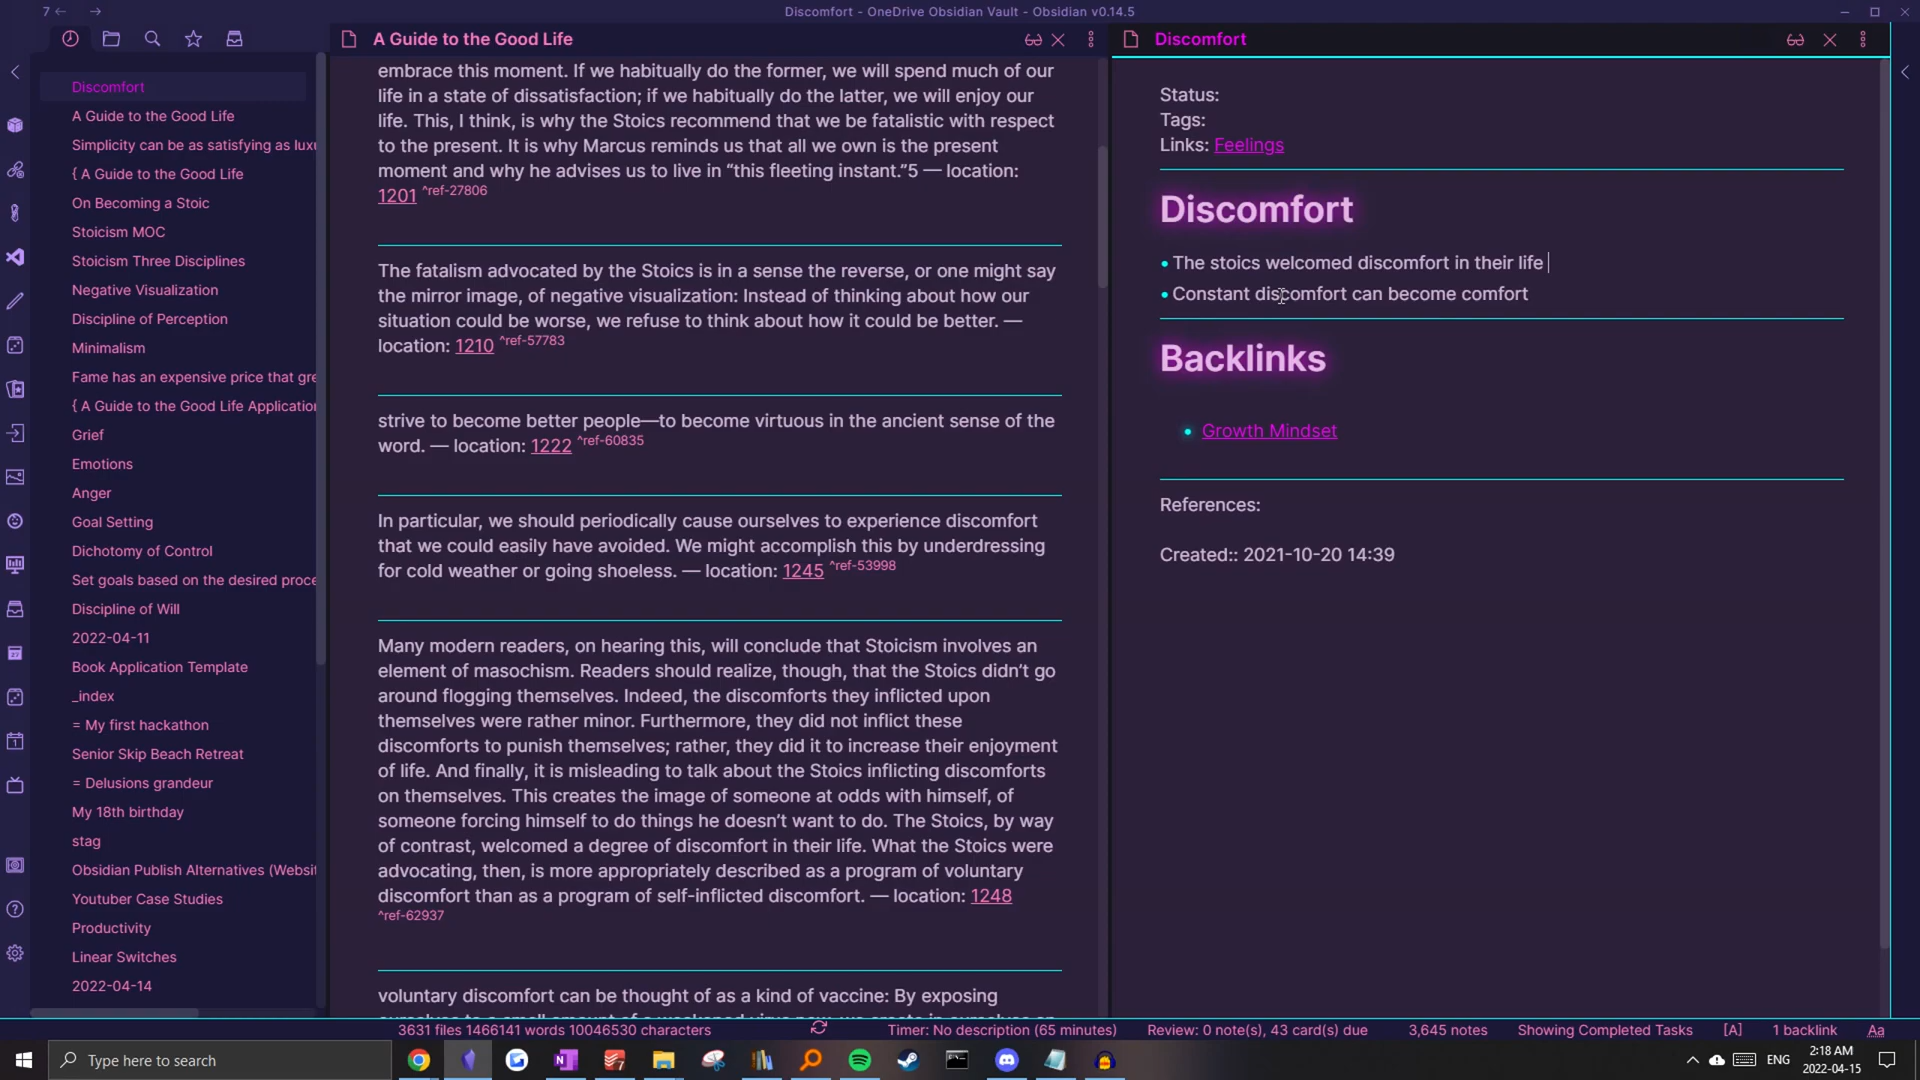 7
Discomfort - OneDrive Obsidian Vault - Obsidian v0.14.5
Discomfort
A Guide to the Good Life
Simplicity can be as satisfying as luxu
{ A Guide to the Good Life
On Becoming a Stoic
Stoicism MOC
Stoicism Three Disciplines
Negative Visualization
Discipline of Perception
Minimalism
Fame has an expensive price that gre
{ A Guide to the Good Life Application
Grief
Emotions
Anger
Goal Setting
Dichotomy of Control
Set goals based on the desired proce
Discipline of Will
2022-04-11
Book Application Template
_index
= My first hackathon
Senior Skip Beach Retreat
= Delusions grandeur
My 18th birthday
stag
Obsidian Publish Alternatives (Websit
Youtuber Case Studies
Productivity
Linear Switches
2022-04-14
A Guide to the Good Life
embrace this moment. If we habitually do the former, we will spend much of our
life in a state of dissatisfaction; if we habitually do the latter, we will enjoy our
life. This, I think, is why the Stoics recommend that we be fatalistic with respect
to the present. It is why Marcus reminds us that all we own is the present
moment and why he advises us to live in “this fleeting instant.”5 — location:
1201 ^ref-27806
The fatalism advocated by the Stoics is in a sense the reverse, or one might say
the mirror image, of negative visualization: Instead of thinking about how our
situation could be worse, we refuse to think about how it could be better. —
location: 1210 ^ref-57783
strive to become better people—to become virtuous in the ancient sense of the
word. — location: 1222 ^ref-60835
In particular, we should periodically cause ourselves to experience discomfort
that we could easily have avoided. We might accomplish this by underdressing
for cold weather or going shoeless. — location: 1245 ^ref-53998
Many modern readers, on hearing this, will conclude that Stoicism involves an
element of masochism. Readers should realize, though, that the Stoics didn’t go
around flogging themselves. Indeed, the discomforts they inflicted upon
themselves were rather minor. Furthermore, they did not inflict these
discomforts to punish themselves; rather, they did it to increase their enjoyment
of life. And finally, it is misleading to talk about the Stoics inflicting discomforts
on themselves. This creates the image of someone at odds with himself, of
someone forcing himself to do things he doesn’t want to do. The Stoics, by way
of contrast, welcomed a degree of discomfort in their life. What the Stoics were
advocating, then, is more appropriately described as a program of voluntary
discomfort than as a program of self-inflicted discomfort. — location: 1248
^ref-62937
voluntary discomfort can be thought of as a kind of vaccine: By exposing
Discomfort
Status:
Tags:
Links: Feelings
Discomfort
• The stoics welcomed discomfort in their life
• Constant discomfort can become comfort
Backlinks
• Growth Mindset
References:
Created:: 2021-10-20 14:39
3631 files 1466141 words 10046530 characters
Timer: No description (65 minutes)
Review: 0 note(s), 43 card(s) due
3,645 notes
Showing Completed Tasks
[A]
1 backlink
Aa
Type here to search
ENG
2:18 AM
2022-04-15